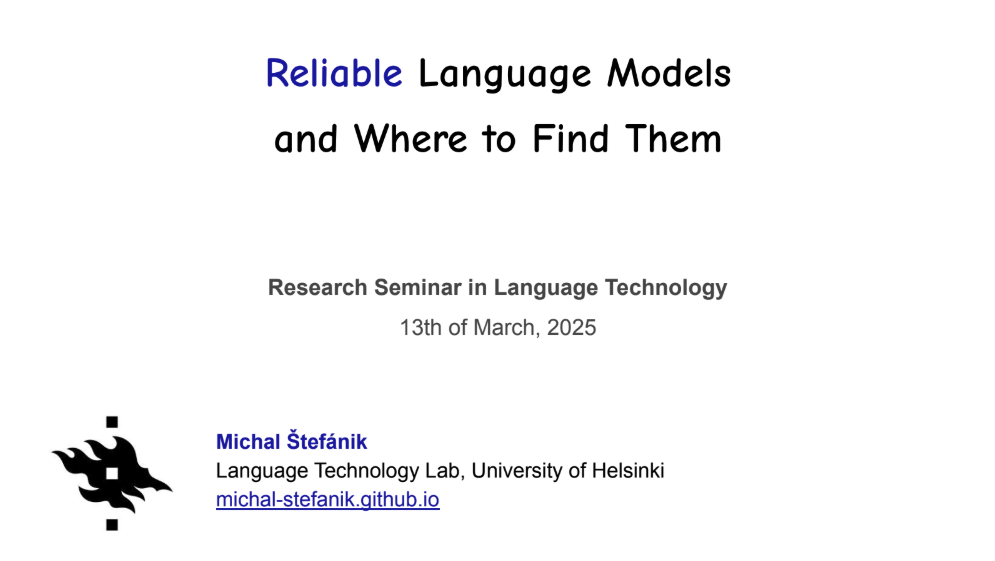 Reliable Language Models
and Where to Find Them
Research Seminar in Language Technology
13th of March, 2025
Michal Štefánik
Language Technology Lab, University of Helsinki
michal-stefanik.github.io